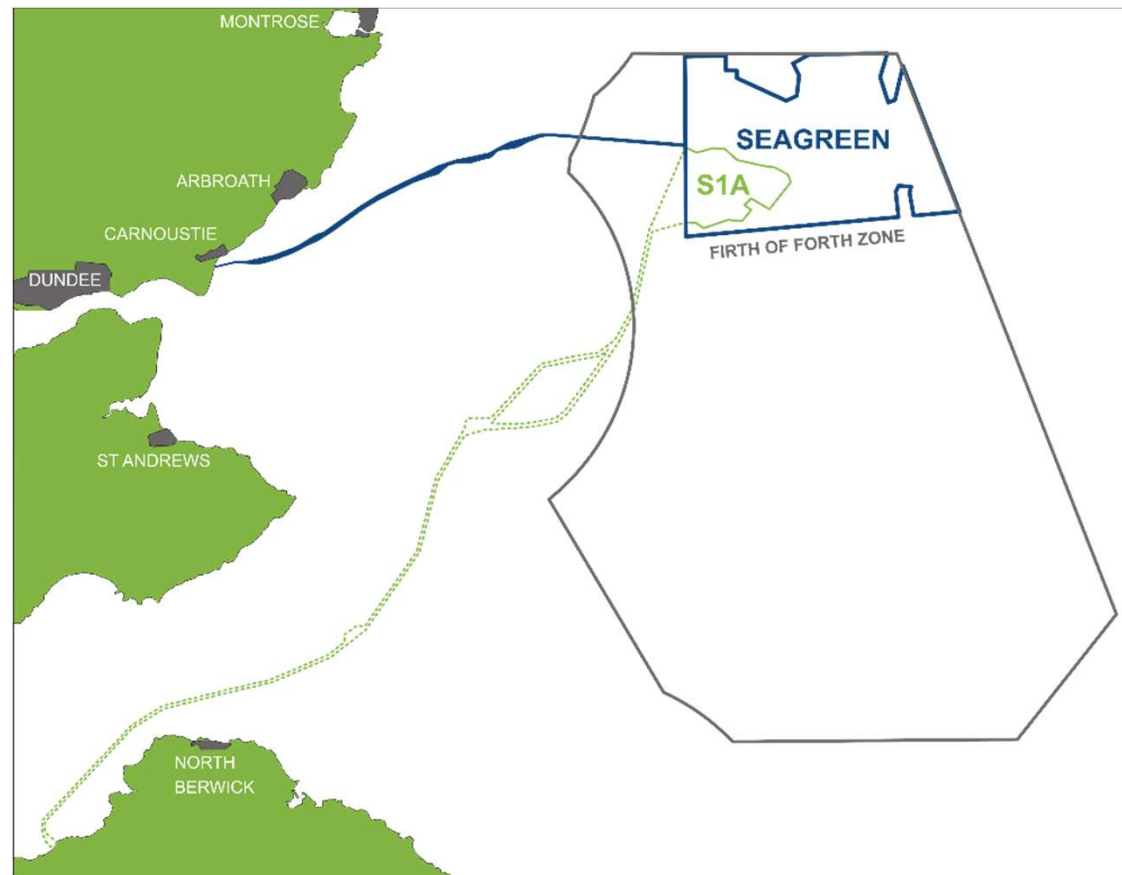 MONTROSE
SEAGREEN
ARBROATH
S1A
CARNOUSTIE
FIRTH OF FORTH ZONE
DUNDEE
ST ANDREWS
NORTH
BERWICK